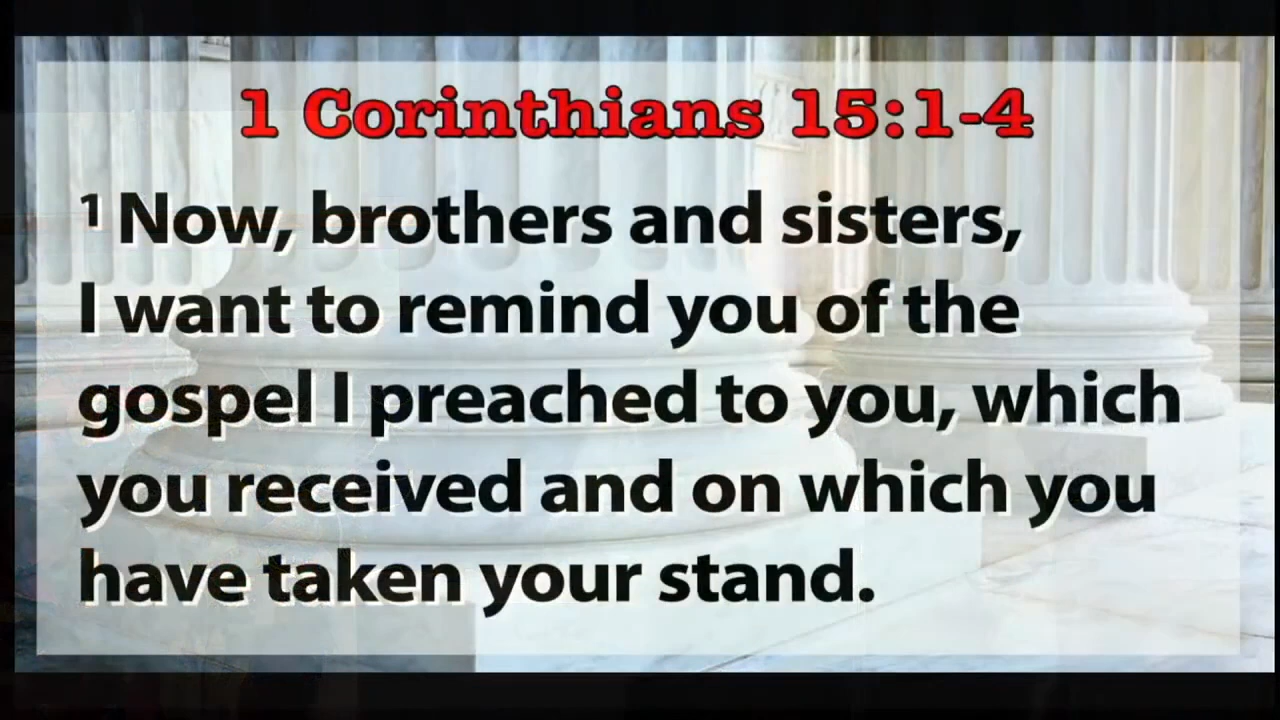 1 Corinthians 15:1-4
¹ Now, brothers and sisters,
I want to remind you of the
gospel I preached to you, which
you received and on which you
have taken your stand.